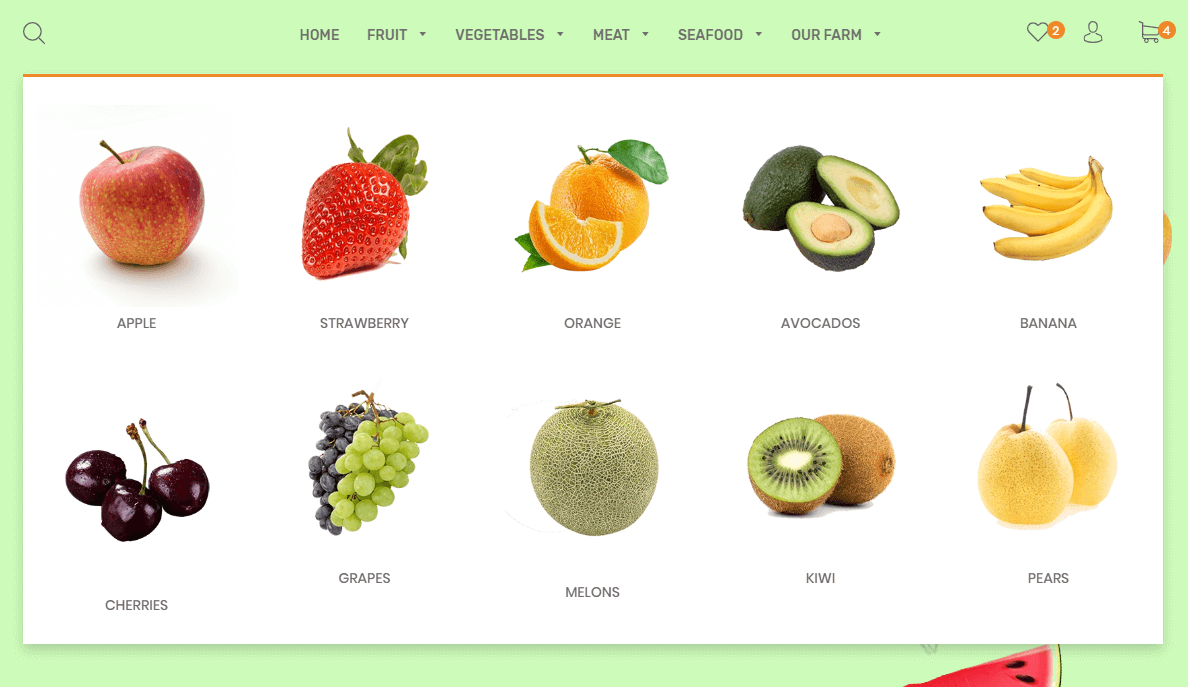 HOME FRUIT VEGETABLES MEAT SEAFOOD OUR FARM 2 4
APPLE STRAWBERRY ORANGE AVOCADOS BANANA
GRAPES KIWI PEARS
MELONS
CHERRIES